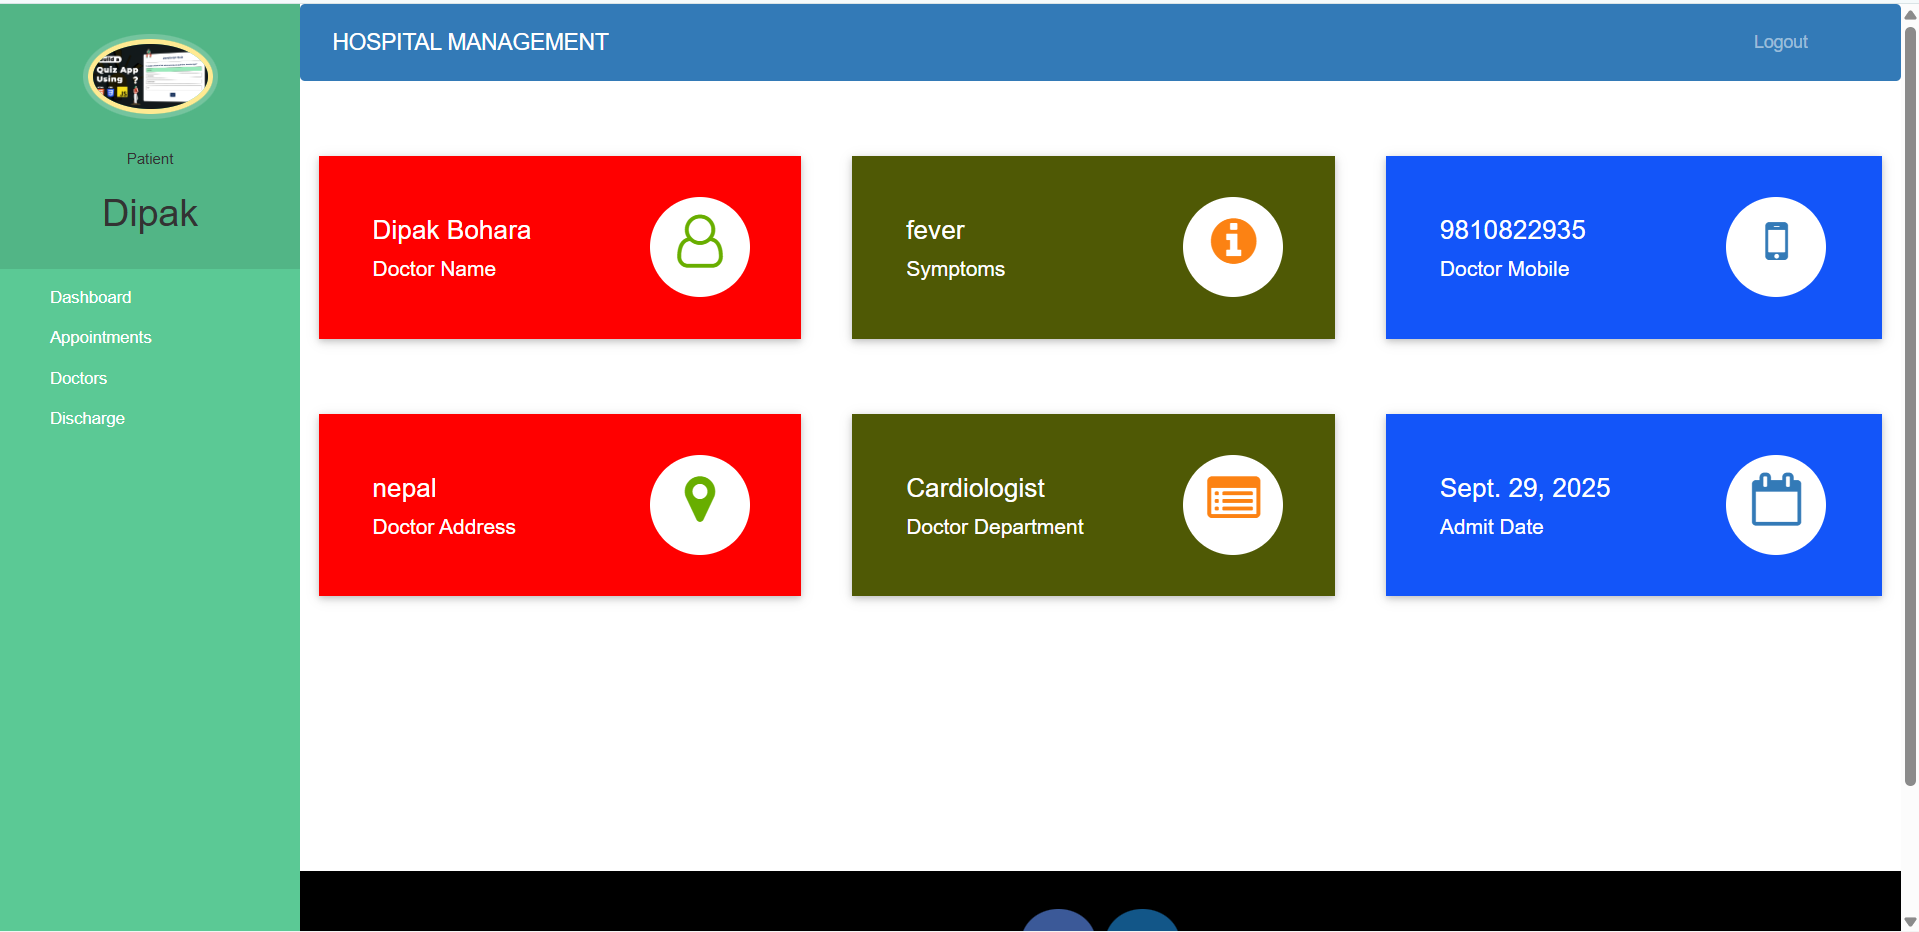 Quiz App
Using ?
Patient
Dipak
Dashboard
Appointments
Doctors
Discharge
HOSPITAL MANAGEMENT
Logout
Dipak Bohara
Doctor Name
fever
Symptoms
9810822935
Doctor Mobile
nepal
Doctor Address
Cardiologist
Doctor Department
Sept. 29, 2025
Admit Date